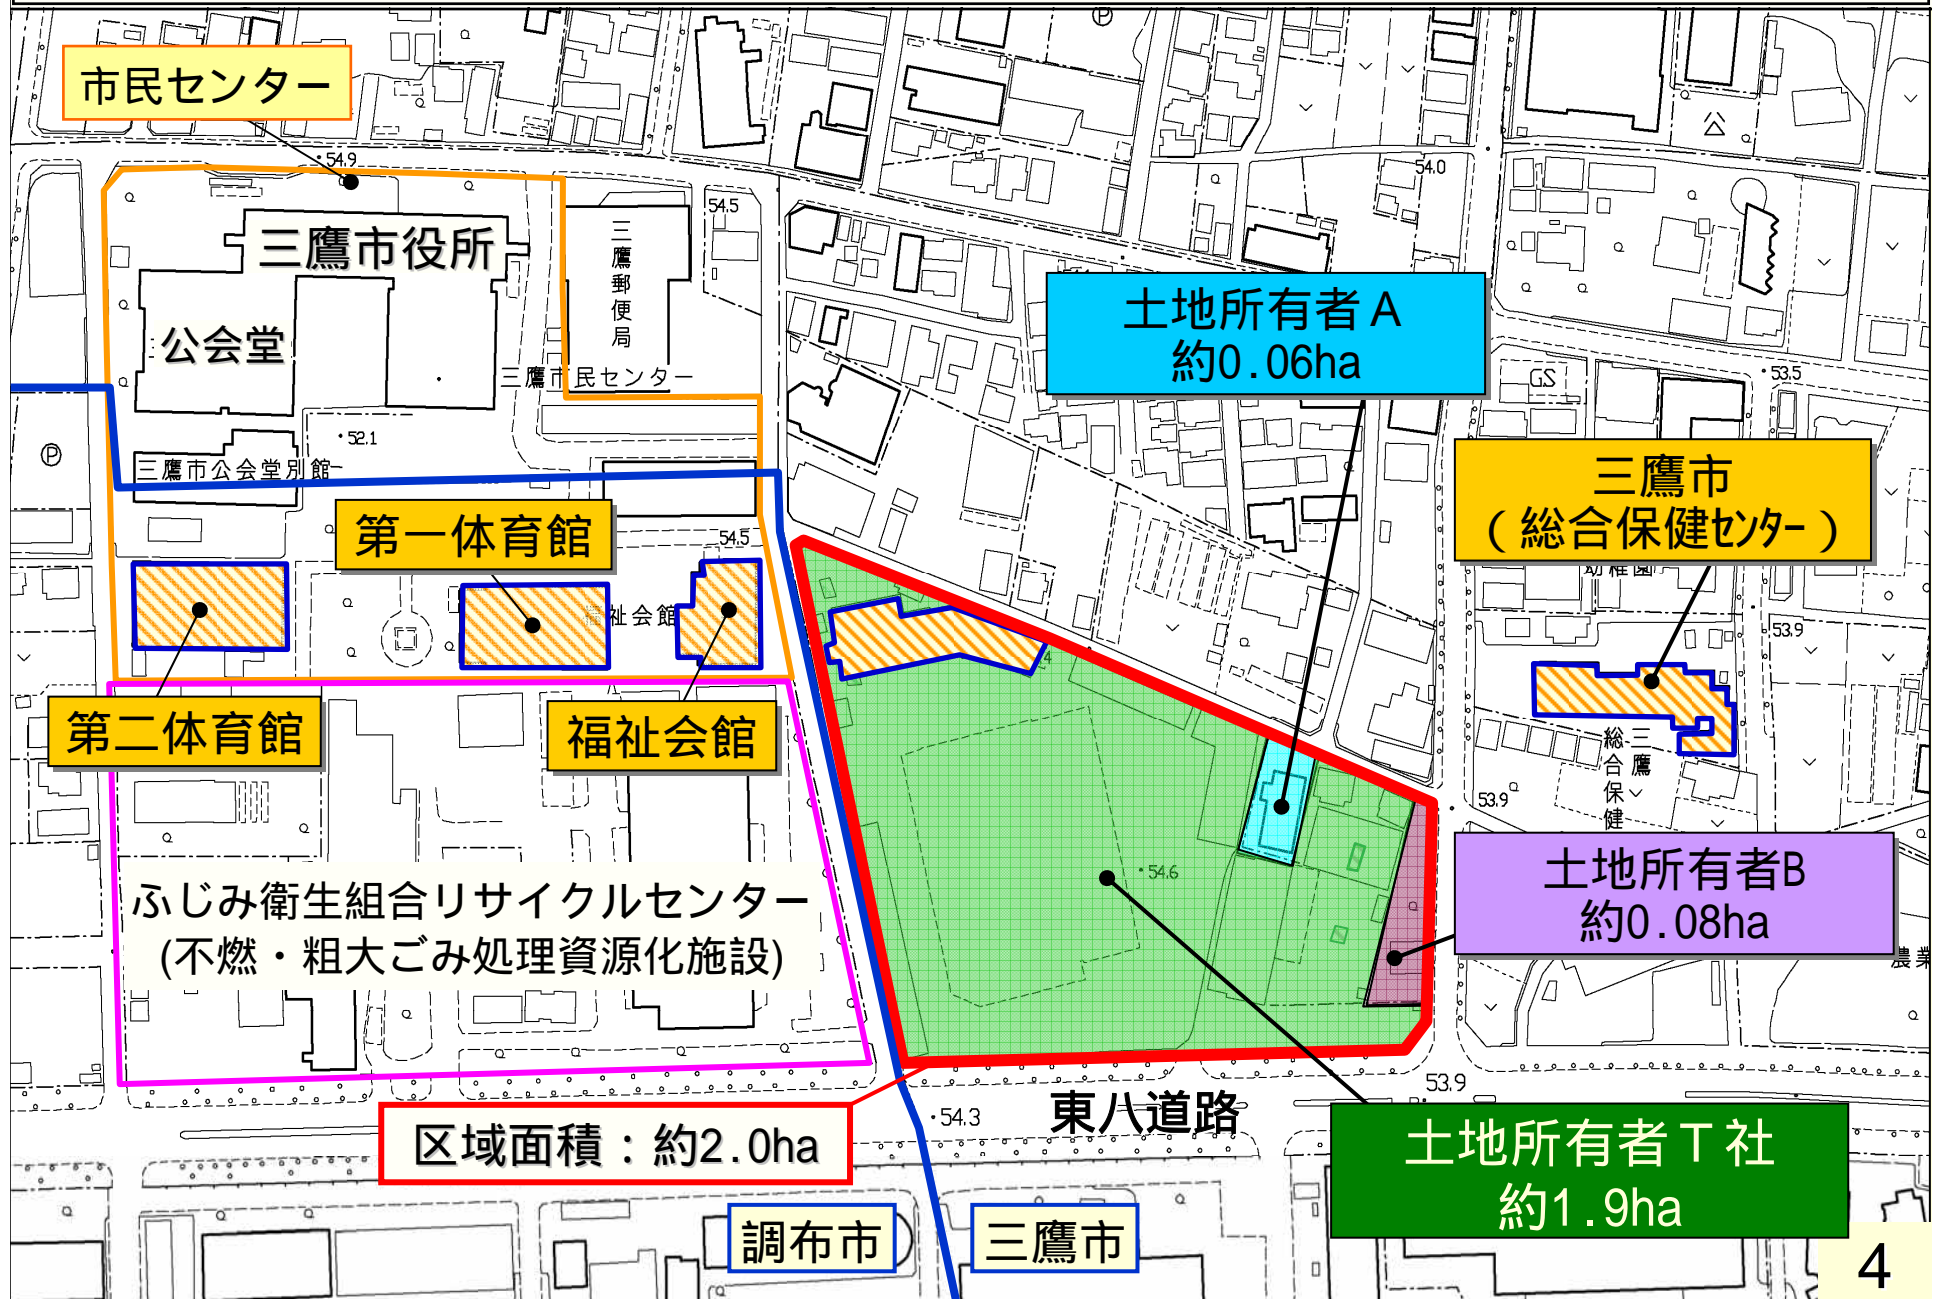 市民センター
54.9
54.0
54.5
三鷹市役所
三鷹郵便局
公会堂
三鷹市民センター
土地所有者A
約0.06ha
GS
53.5
52.1
三鷹市公会堂別館
P
P
三鷹市
(総合保健センター)
幼稚園
第一体育館
54.5
祉会館
53.9
第二体育館
福祉会館
三鷹
総合保健
53.9
54.6
土地所有者B
約0.08ha
農業
ふじみ衛生組合リサイクルセンター
(不燃・粗大ごみ処理資源化施設)
53.9
54.3
東八道路
区域面積:約2.0ha
土地所有者T社
約1.9ha
調布市
三鷹市
4